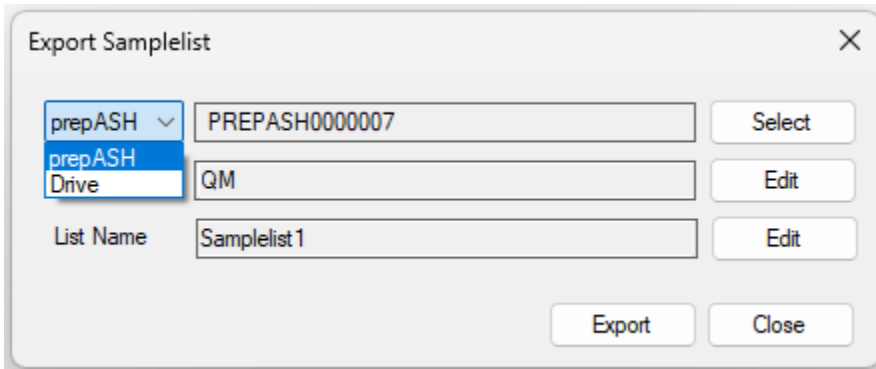 Export Samplelist
prepASH PREPASH0000007 Select
prepASH
Drive QM Edit
List Name Samplelist1 Edit
Export Close